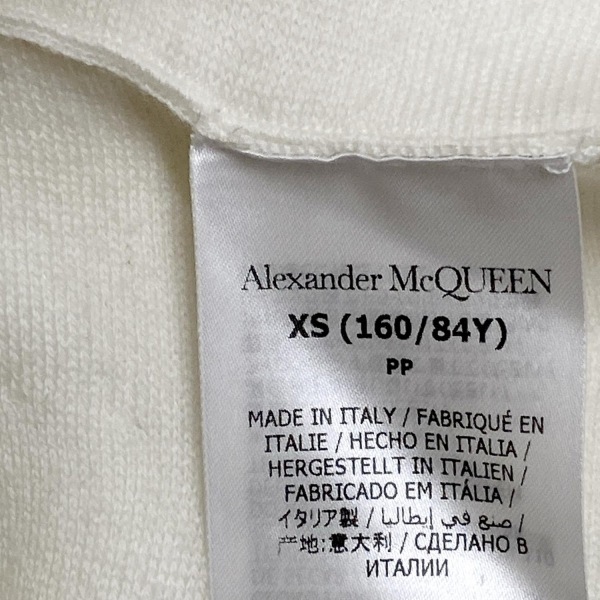 Alexander McQUEEN
XS (160/84Y)
PP
MADE IN ITALY / FABRIQUÉ EN
ITALIE / HECHO EN ITALIA /
HERGESTELLT IN ITALIEN /
FABRICADO EM ITÁLIA /
イタリア製 / صنع في إيطاليا /
产地:意大利 / СДЕЛАНО В
ИТАЛИИ